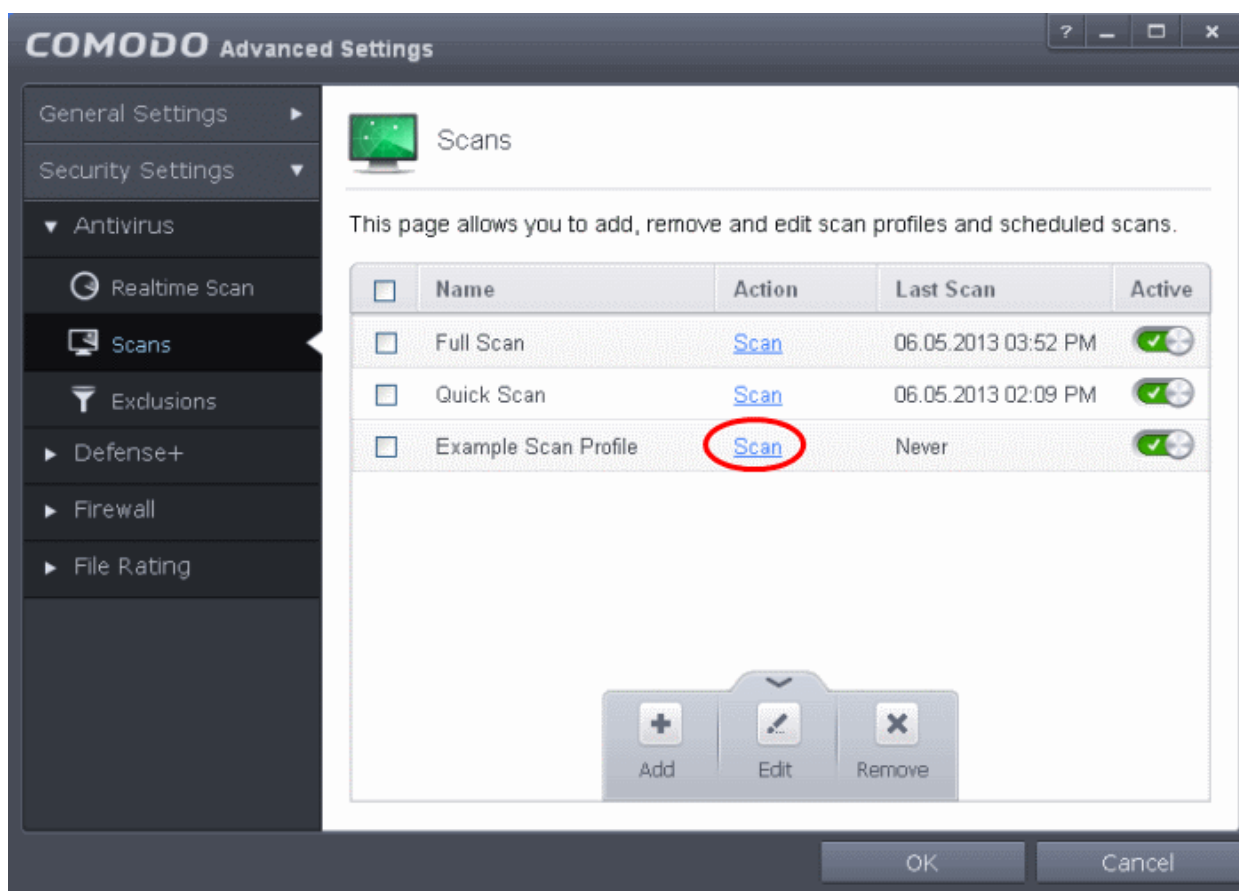 COMODO Advanced Settings
?
General Settings
Security Settings
Antivirus
Realtime Scan
Scans
Exclusions
Defense+
Firewall
File Rating
Scans
This page allows you to add, remove and edit scan profiles and scheduled scans.
Name Action Last Scan Active
Full Scan Scan 06.05.2013 03:52 PM
Quick Scan Scan 06.05.2013 02:09 PM
Example Scan Profile Scan Never
Add Edit Remove
OK Cancel